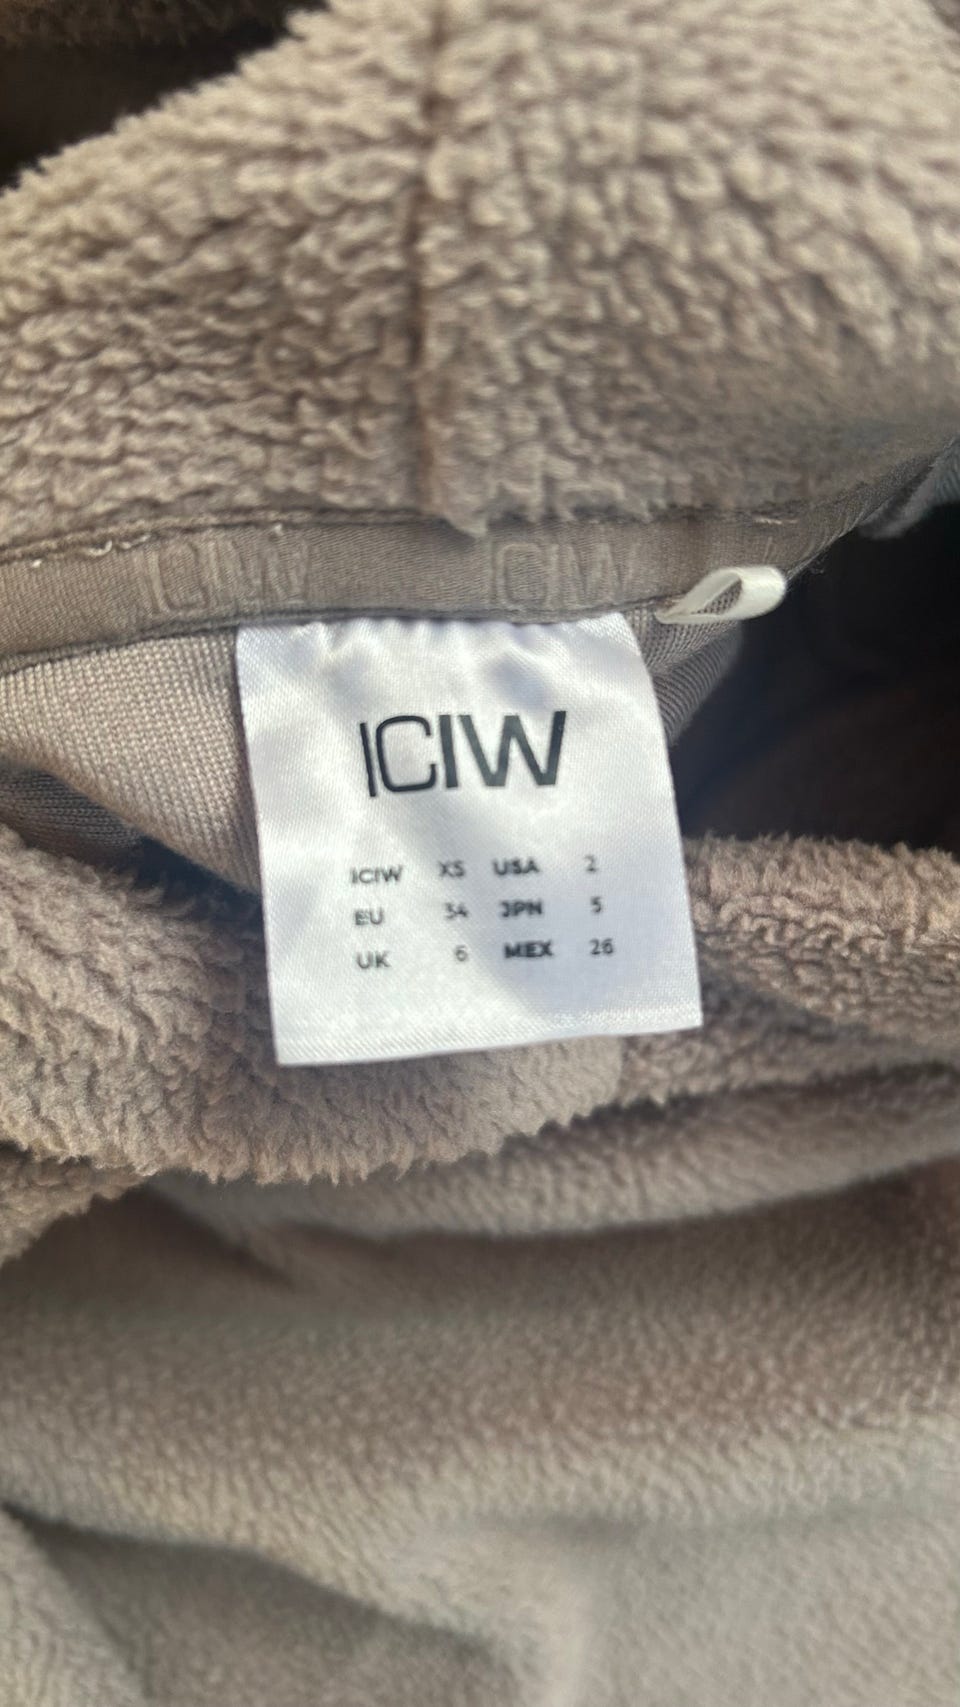 ICIW ICIW
ICIW
ICIW XS USA 2
EU 34 JPN 5
UK 6 MEX 26